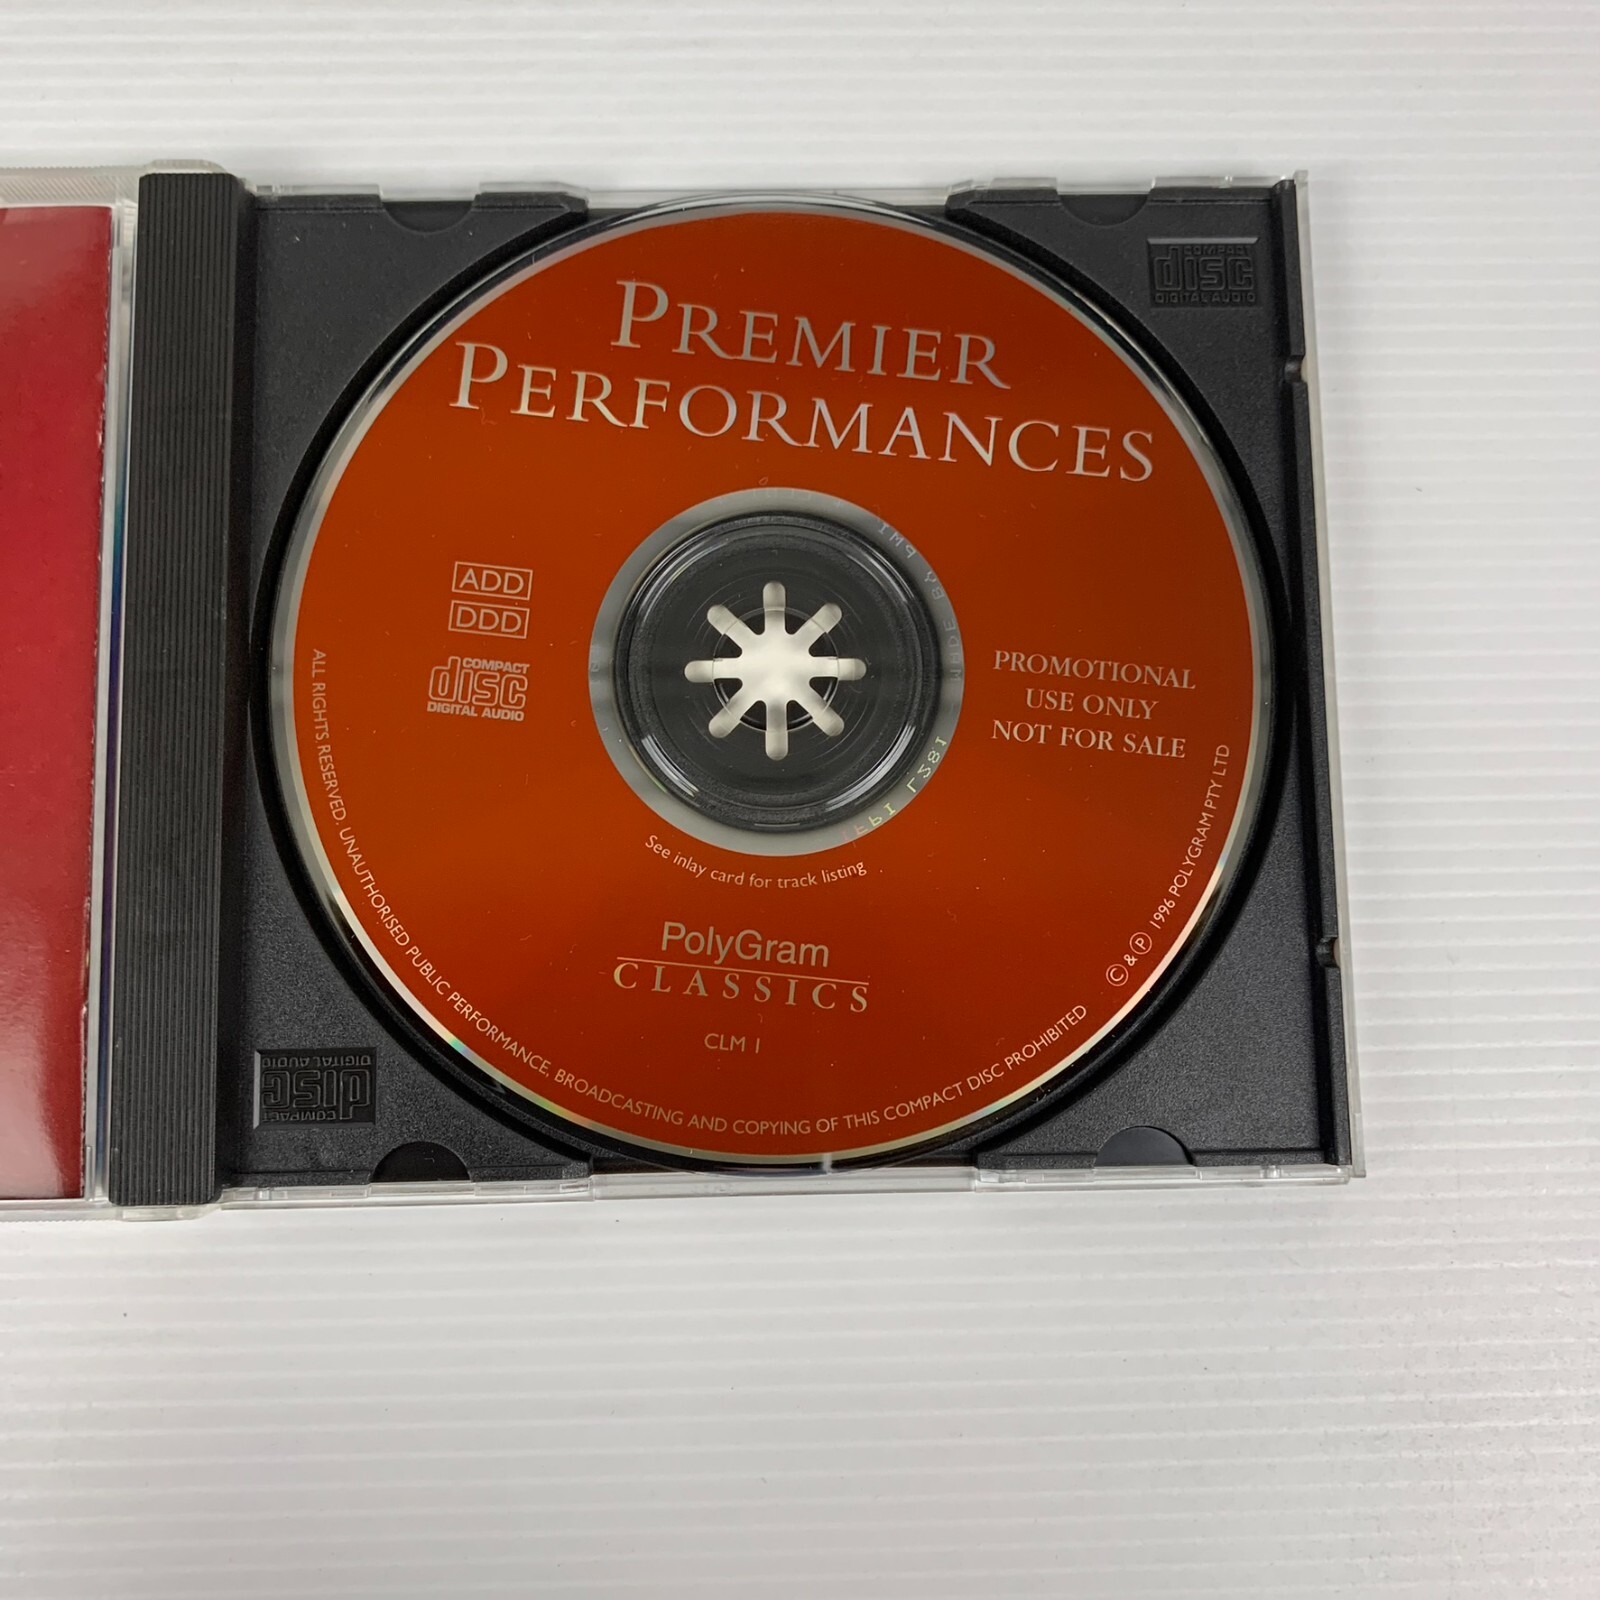 PREMIER
PERFORMANCES
ADD
DDD
COMPACT
disc
DIGITAL AUDIO
PROMOTIONAL
USE ONLY
NOT FOR SALE
See inlay card for track listing
PolyGram
CLASSICS
CLM 1
ALL RIGHTS RESERVED. UNAUTHORISED PUBLIC PERFORMANCE, BROADCASTING AND COPYING OF THIS COMPACT DISC PROHIBITED
© & ℗ 1996 POLYGRAM PTY LTD
COMPACT
disc
DIGITAL AUDIO
COMPACT
disc
DIGITAL AUDIO
MADE BY